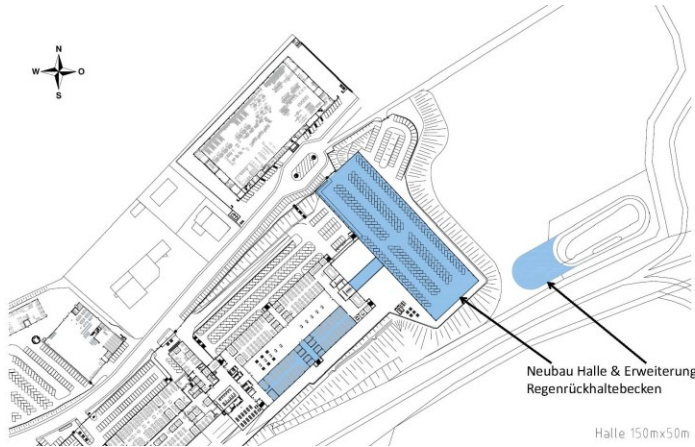 N
W O
S
Neubau Halle & Erweiterung
Regenrückhaltebecken
Halle 150mx50m